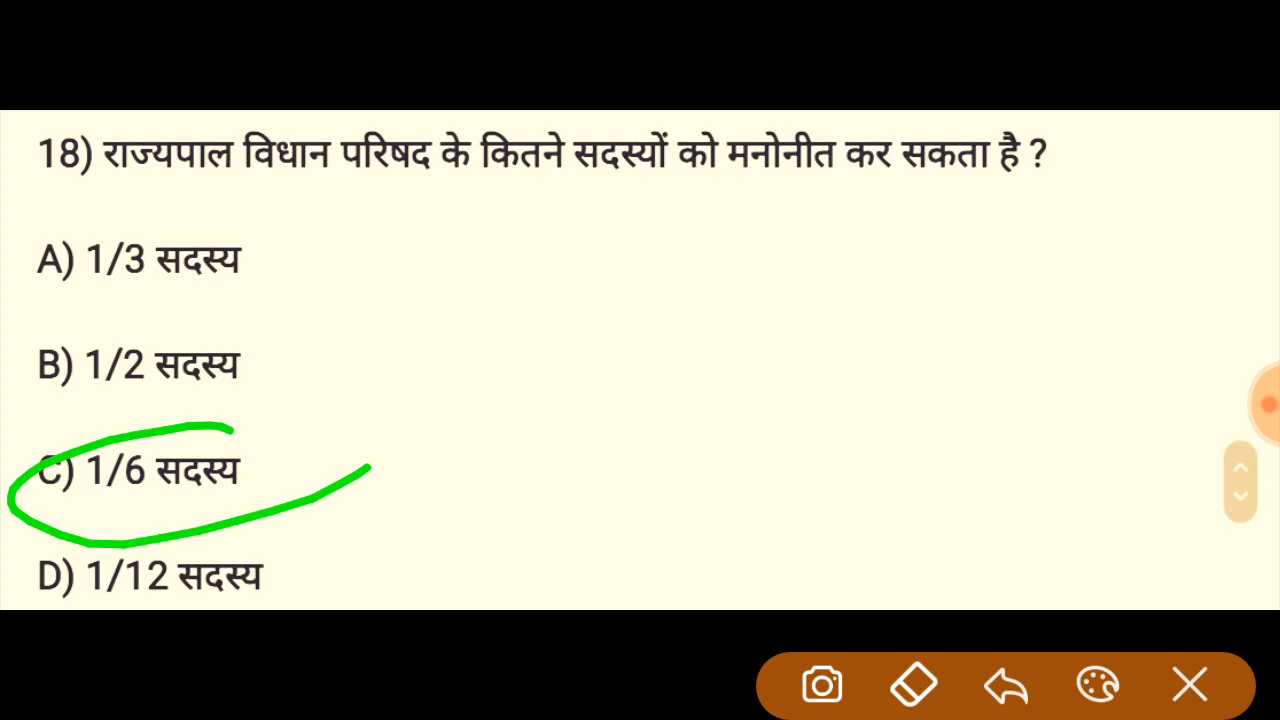 18) राज्यपाल विधान परिषद के कितने सदस्यों को मनोनीत कर सकता है ?
A) 1/3 सदस्य
B) 1/2 सदस्य
C) 1/6 सदस्य
D) 1/12 सदस्य